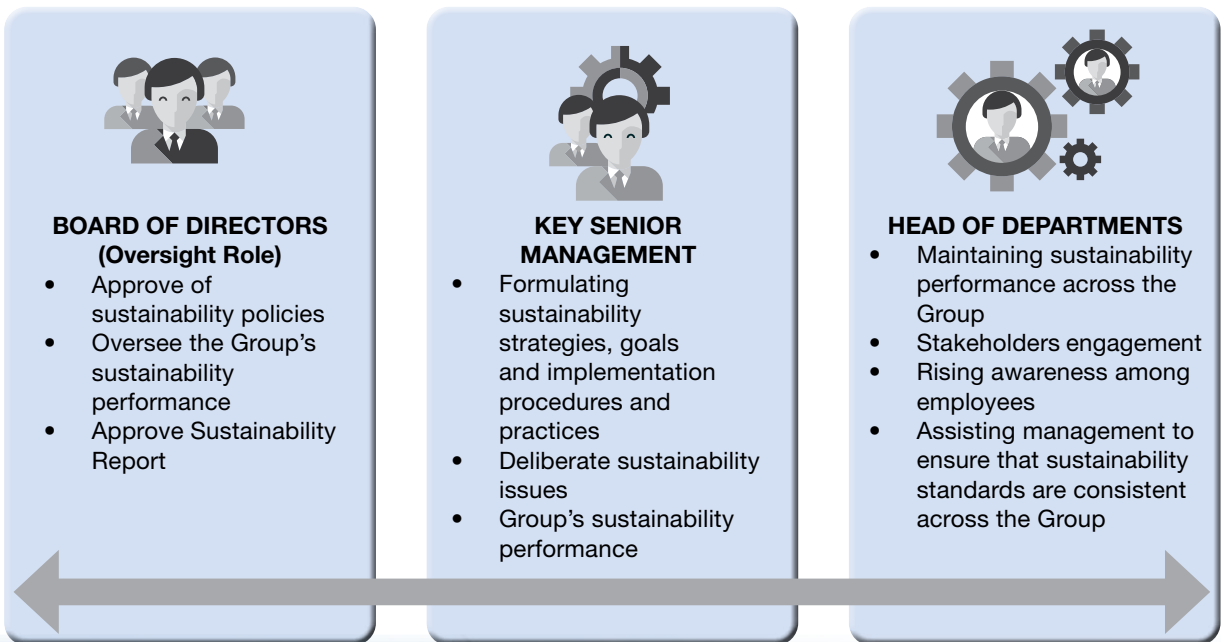 BOARD OF DIRECTORS
(Oversight Role)
• Approve of
sustainability policies
• Oversee the Group's
sustainability
performance
• Approve Sustainability
Report
KEY SENIOR
MANAGEMENT
• Formulating
sustainability
strategies, goals
and implementation
procedures and
practices
• Deliberate sustainability
issues
• Group's sustainability
performance
HEAD OF DEPARTMENTS
• Maintaining sustainability
performance across the
Group
• Stakeholders engagement
• Rising awareness among
employees
• Assisting management to
ensure that sustainability
standards are consistent
across the Group